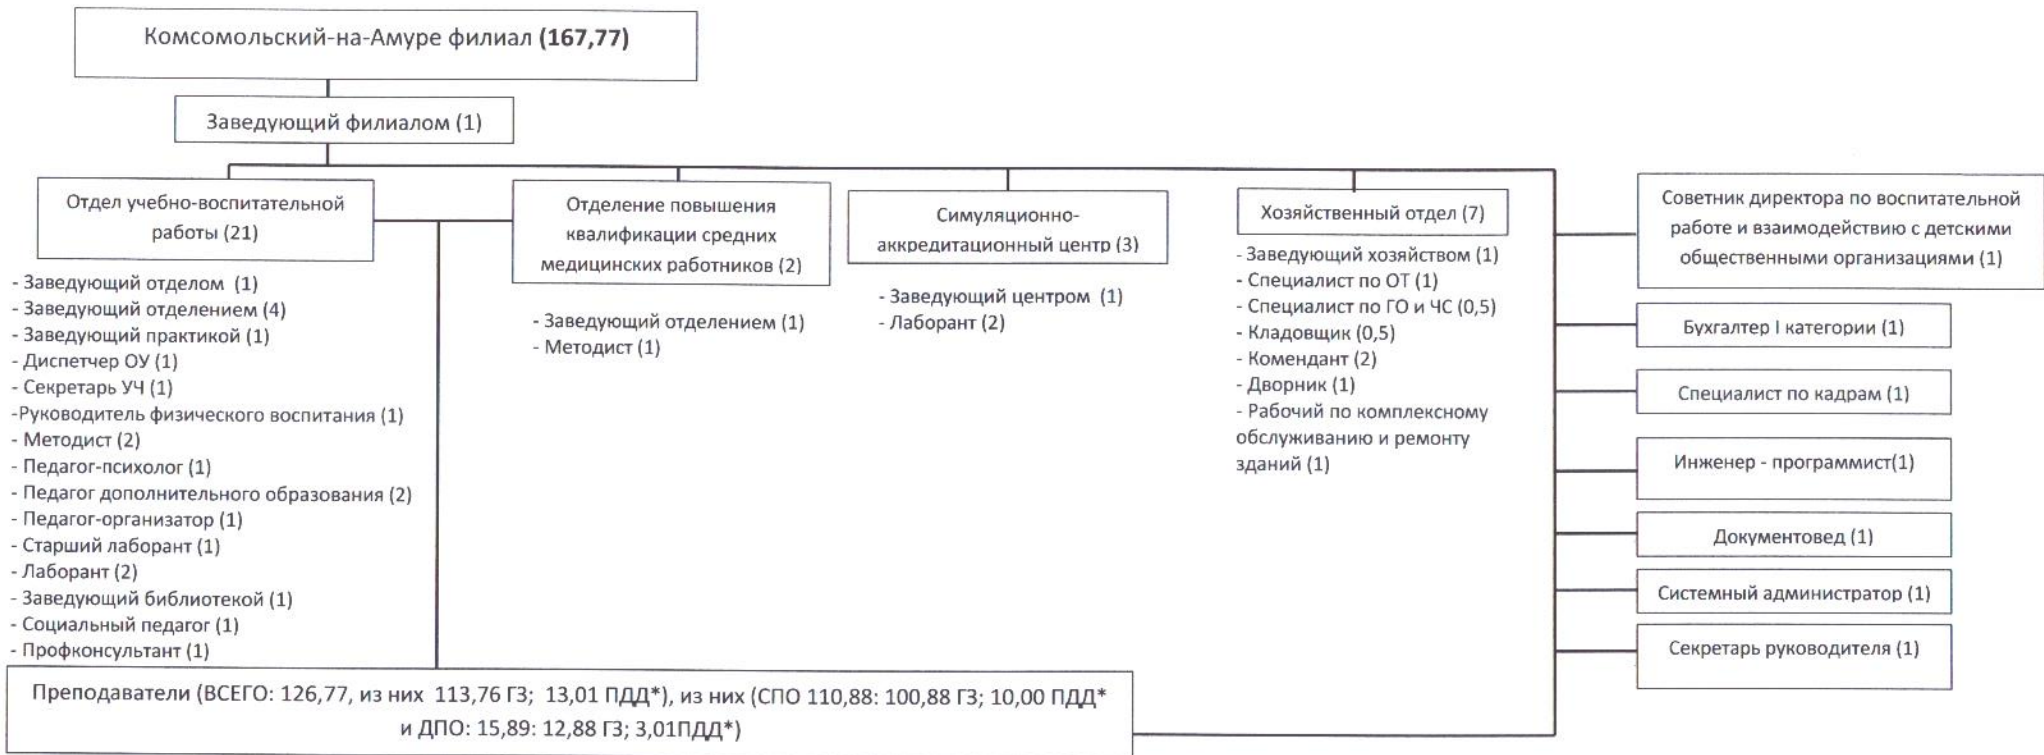 Комсомольский-на-Амуре филиал (167,77)
Заведующий филиалом (1)
Отдел учебно-воспитательной
работы (21)
- Заведующий отделом (1)
- Заведующий отделением (4)
- Заведующий практикой (1)
- Диспетчер ОУ (1)
- Секретарь УЧ (1)
-Руководитель физического воспитания (1)
- Методист (2)
- Педагог-психолог (1)
- Педагог дополнительного образования (2)
- Педагог-организатор (1)
- Старший лаборант (1)
- Лаборант (2)
- Заведующий библиотекой (1)
- Социальный педагог (1)
- Профконсультант (1)
Отделение повышения
квалификации средних
медицинских работников (2)
- Заведующий отделением (1)
- Методист (1)
Симуляционно-
аккредитационный центр (3)
- Заведующий центром (1)
- Лаборант (2)
Хозяйственный отдел (7)
- Заведующий хозяйством (1)
- Специалист по ОТ (1)
- Специалист по ГО и ЧС (0,5)
- Кладовщик (0,5)
- Комендант (2)
- Дворник (1)
- Рабочий по комплексному
обслуживанию и ремонту
зданий (1)
Советник директора по воспитательной
работе и взаимодействию с детскими
общественными организациями (1)
Бухгалтер I категории (1)
Специалист по кадрам (1)
Инженер - программист(1)
Документовед (1)
Системный администратор (1)
Секретарь руководителя (1)
Преподаватели (ВСЕГО: 126,77, из них 113,76 ГЗ; 13,01 ПДД*), из них (СПО 110,88: 100,88 ГЗ; 10,00 ПДД*
и ДПО: 15,89: 12,88 ГЗ; 3,01ПДД*)